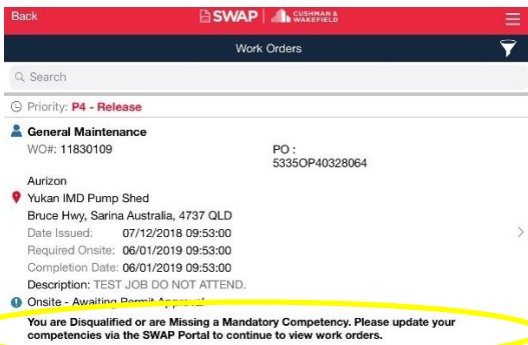 Back SWAP CUSHMAN & WAKEFIELD
Work Orders
Search
Priority: P4 - Release
General Maintenance
WO#: 11830109 PO :
5335OP40328064
Aurizon
Yukan IMD Pump Shed
Bruce Hwy, Sarina Australia, 4737 QLD
Date Issued: 07/12/2018 09:53:00
Required Onsite: 06/01/2019 09:53:00
Completion Date: 06/01/2019 09:53:00
Description: TEST JOB DO NOT ATTEND.
Onsite - Awaiting Permit Approval
You are Disqualified or are Missing a Mandatory Competency. Please update your
competencies via the SWAP Portal to continue to view work orders.